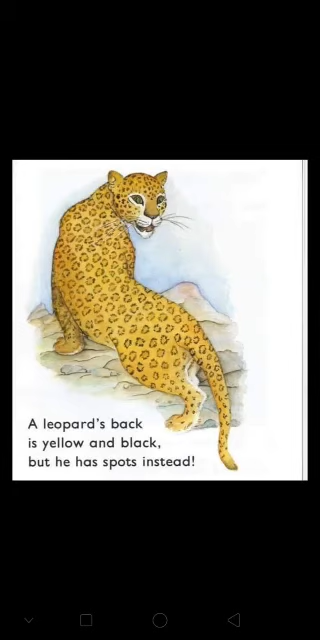 A leopard's back
is yellow and black,
but he has spots instead!